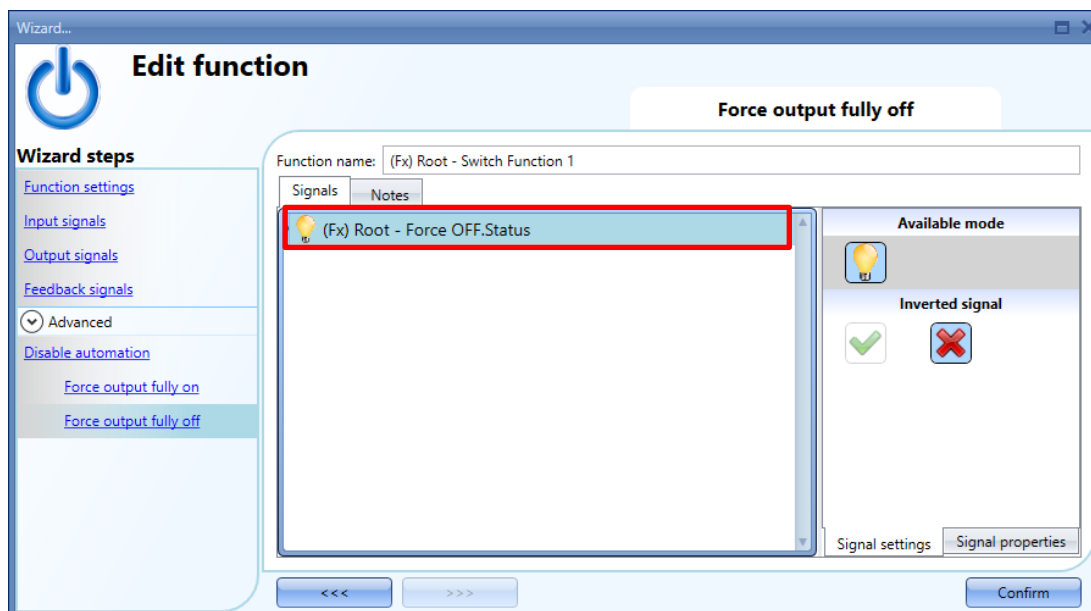 Wizard...
Edit function
Force output fully off
Wizard steps
Function settings
Input signals
Output signals
Feedback signals
Advanced
Disable automation
Force output fully on
Force output fully off
Function name: (Fx) Root - Switch Function 1
Signals Notes
(Fx) Root - Force OFF.Status
Available mode
Inverted signal
Signal settings Signal properties
<<< >>> Confirm